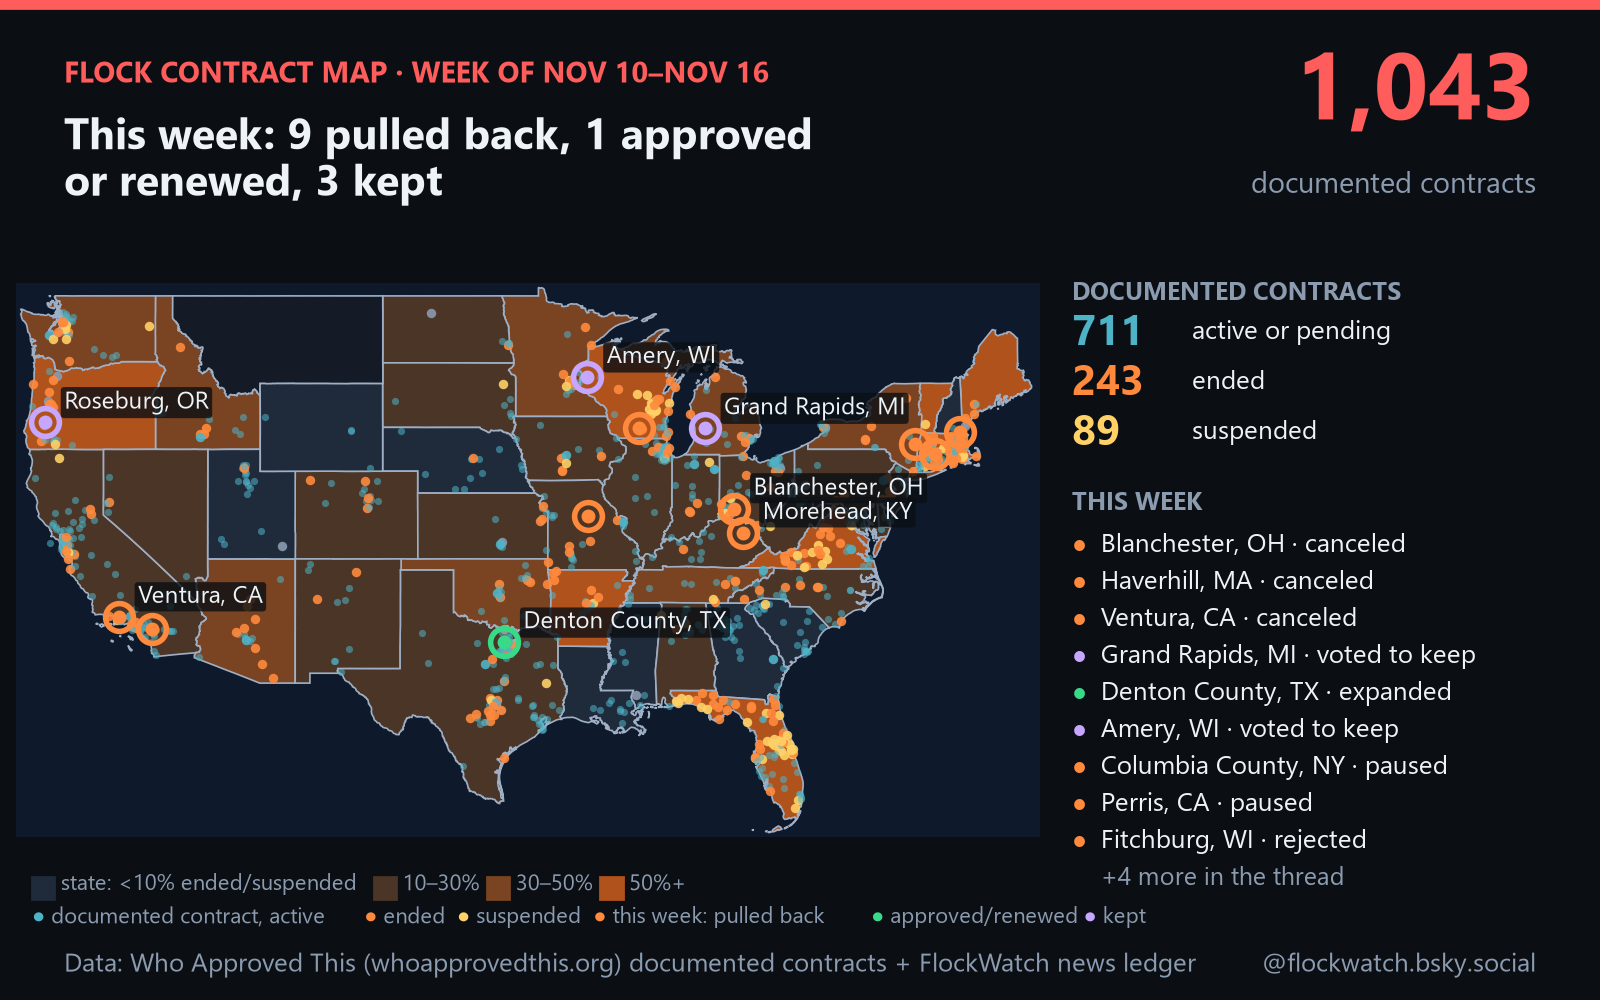 FLOCK CONTRACT MAP · WEEK OF NOV 10–NOV 16
This week: 9 pulled back, 1 approved
or renewed, 3 kept
1,043
documented contracts
Amery, WI
Roseburg, OR
Grand Rapids, MI
Blanchester, OH
Morehead, KY
Ventura, CA
Denton County, TX
DOCUMENTED CONTRACTS
711 active or pending
243 ended
89 suspended
THIS WEEK
Blanchester, OH · canceled
Haverhill, MA · canceled
Ventura, CA · canceled
Grand Rapids, MI · voted to keep
Denton County, TX · expanded
Amery, WI · voted to keep
Columbia County, NY · paused
Perris, CA · paused
Fitchburg, WI · rejected
+4 more in the thread
state: <10% ended/suspended 10–30% 30–50% 50%+
documented contract, active ended suspended this week: pulled back approved/renewed kept
Data: Who Approved This (whoapprovedthis.org) documented contracts + FlockWatch news ledger
@flockwatch.bsky.social